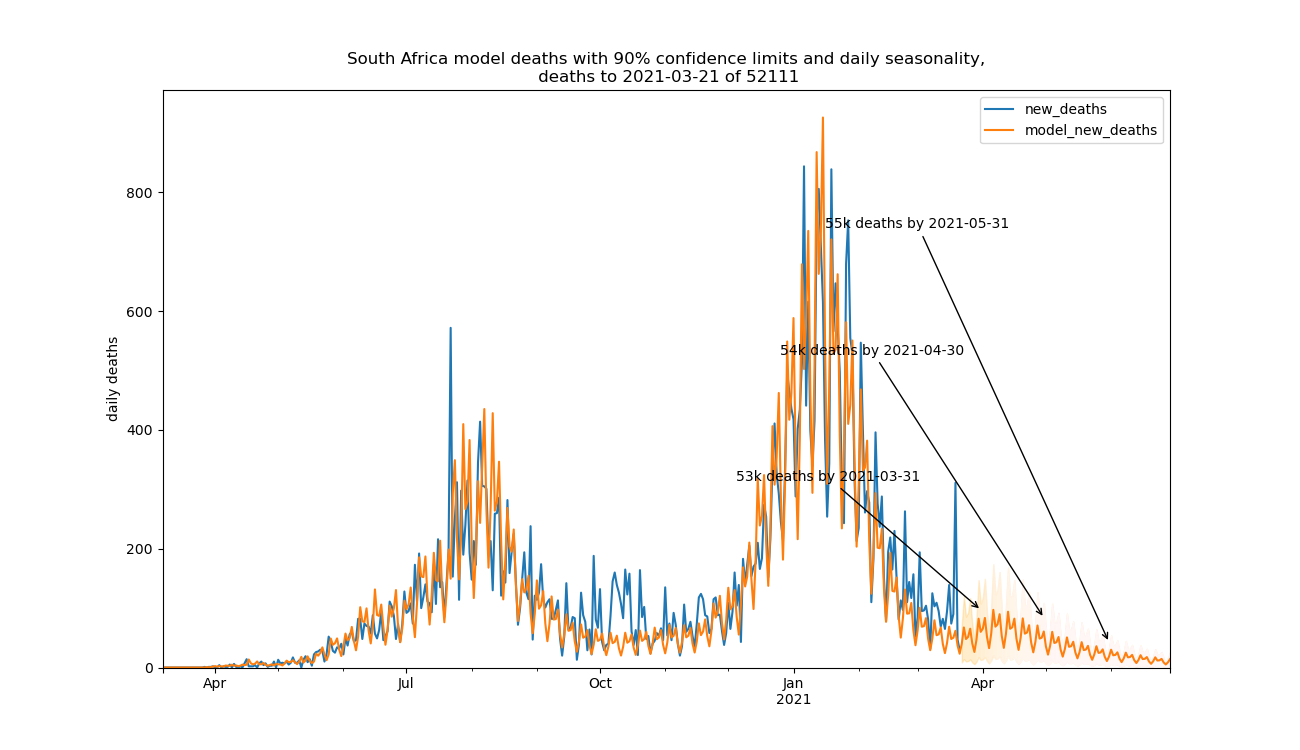 South Africa model deaths with 90% confidence limits and daily seasonality,
deaths to 2021-03-21 of 52111
new_deaths
model_new_deaths
daily deaths
800
600
400
200
0
55k deaths by 2021-05-31
54k deaths by 2021-04-30
53k deaths by 2021-03-31
Apr
Jul
Oct
Jan
2021
Apr